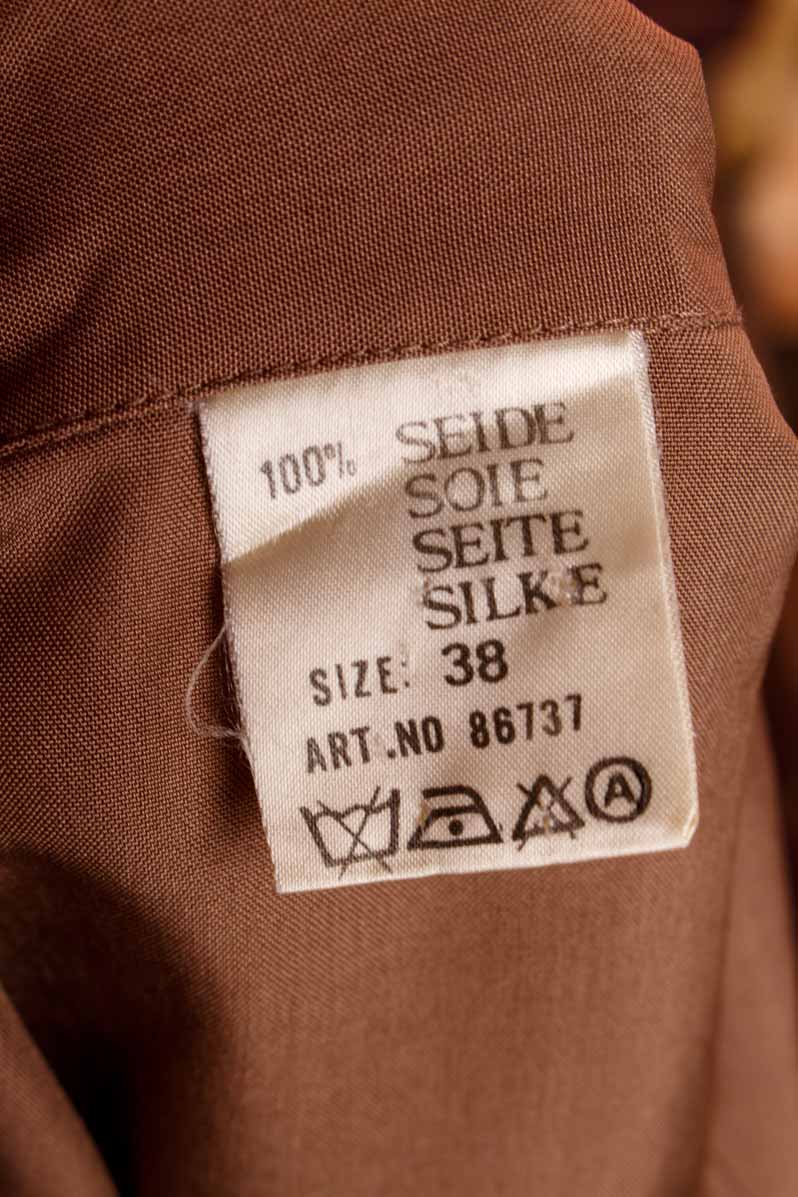 100% SEIDE
SOIE
SEITE
SILKE
SIZE: 38
ART.NO 86737
A